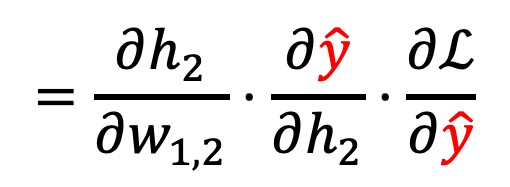 = ∂h₂/∂w₁,₂ · ∂ŷ/∂h₂ · ∂ℒ/∂ŷ